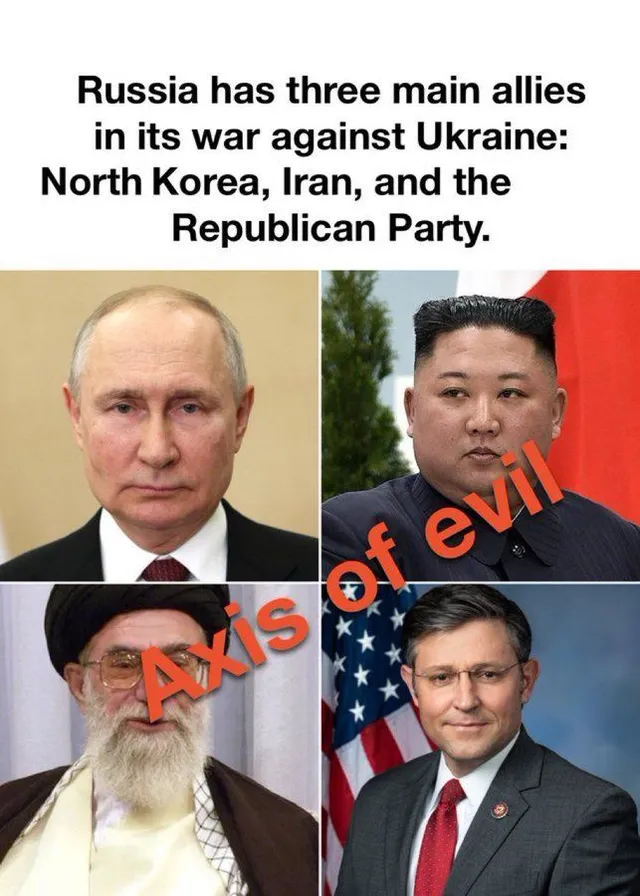 Russia has three main allies
in its war against Ukraine:
North Korea, Iran, and the
Republican Party.
Axis of evil